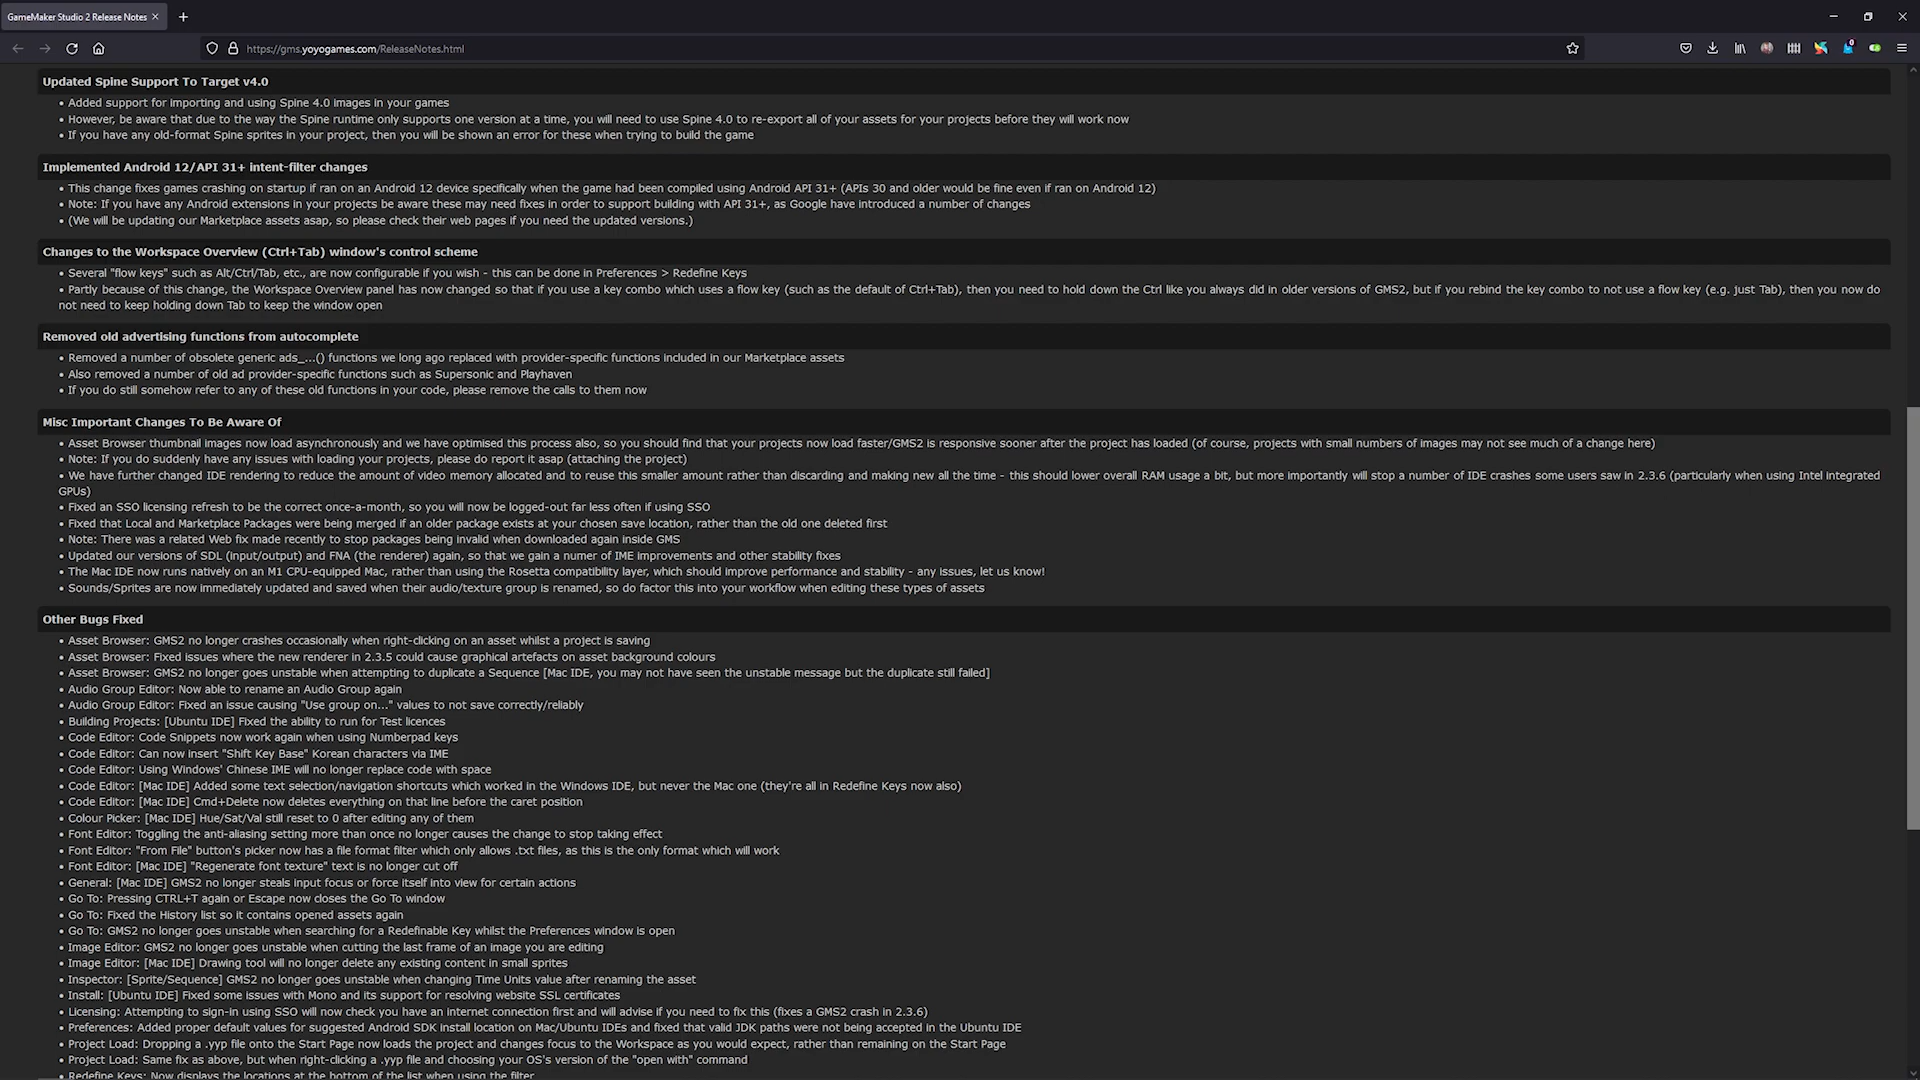 GameMaker Studio 2 Release Notes
https://gms.yoyogames.com/ReleaseNotes.html
Updated Spine Support To Target v4.0
• Added support for importing and using Spine 4.0 images in your games
• However, be aware that due to the way the Spine runtime only supports one version at a time, you will need to use Spine 4.0 to re-export all of your assets for your projects before they will work now
• If you have any old-format Spine sprites in your project, then you will be shown an error for these when trying to build the game
Implemented Android 12/API 31+ intent-filter changes
• This change fixes games crashing on startup if ran on an Android 12 device specifically when the game had been compiled using Android API 31+ (APIs 30 and older would be fine even if ran on Android 12)
• Note: If you have any Android extensions in your projects be aware these may need fixes in order to support building with API 31+, as Google have introduced a number of changes
• (We will be updating our Marketplace assets asap, so please check their web pages if you need the updated versions.)
Changes to the Workspace Overview (Ctrl+Tab) window's control scheme
• Several "flow keys" such as Alt/Ctrl/Tab, etc., are now configurable if you wish - this can be done in Preferences > Redefine Keys
• Partly because of this change, the Workspace Overview panel has now changed so that if you use a key combo which uses a flow key (such as the default of Ctrl+Tab), then you need to hold down the Ctrl like you always did in older versions of GMS2, but if you rebind the key combo to not use a flow key (e.g. just Tab), then you now do
not need to keep holding down Tab to keep the window open
Removed old advertising functions from autocomplete
• Removed a number of obsolete generic ads_...() functions we long ago replaced with provider-specific functions included in our Marketplace assets
• Also removed a number of old ad provider-specific functions such as Supersonic and Playhaven
• If you do still somehow refer to any of these old functions in your code, please remove the calls to them now
Misc Important Changes To Be Aware Of
• Asset Browser thumbnail images now load asynchronously and we have optimised this process also, so you should find that your projects now load faster/GMS2 is responsive sooner after the project has loaded (of course, projects with small numbers of images may not see much of a change here)
• Note: If you do suddenly have any issues with loading your projects, please do report it asap (attaching the project)
• We have further changed IDE rendering to reduce the amount of video memory allocated and to reuse this smaller amount rather than discarding and making new all the time - this should lower overall RAM usage a bit, but more importantly will stop a number of IDE crashes some users saw in 2.3.6 (particularly when using Intel integrated
GPUs)
• Fixed an SSO licensing refresh to be the correct once-a-month, so you will now be logged-out far less often if using SSO
• Fixed that Local and Marketplace Packages were being merged if an older package exists at your chosen save location, rather than the old one deleted first
• Note: There was a related Web fix made recently to stop packages being invalid when downloaded again inside GMS
• Updated our versions of SDL (input/output) and FNA (the renderer) again, so that we gain a numer of IME improvements and other stability fixes
• The Mac IDE now runs natively on an M1 CPU-equipped Mac, rather than using the Rosetta compatibility layer, which should improve performance and stability - any issues, let us know!
• Sounds/Sprites are now immediately updated and saved when their audio/texture group is renamed, so do factor this into your workflow when editing these types of assets
Other Bugs Fixed
• Asset Browser: GMS2 no longer crashes occasionally when right-clicking on an asset whilst a project is saving
• Asset Browser: Fixed issues where the new renderer in 2.3.5 could cause graphical artefacts on asset background colours
• Asset Browser: GMS2 no longer goes unstable when attempting to duplicate a Sequence [Mac IDE, you may not have seen the unstable message but the duplicate still failed]
• Audio Group Editor: Now able to rename an Audio Group again
• Audio Group Editor: Fixed an issue causing "Use group on..." values to not save correctly/reliably
• Building Projects: [Ubuntu IDE] Fixed the ability to run for Test licences
• Code Editor: Code Snippets now work again when using Numberpad keys
• Code Editor: Can now insert "Shift Key Base" Korean characters via IME
• Code Editor: Using Windows' Chinese IME will no longer replace code with space
• Code Editor: [Mac IDE] Added some text selection/navigation shortcuts which worked in the Windows IDE, but never the Mac one (they're all in Redefine Keys now also)
• Code Editor: [Mac IDE] Cmd+Delete now deletes everything on that line before the caret position
• Colour Picker: [Mac IDE] Hue/Sat/Val still reset to 0 after editing any of them
• Font Editor: Toggling the anti-aliasing setting more than once no longer causes the change to stop taking effect
• Font Editor: "From File" button's picker now has a file format filter which only allows .txt files, as this is the only format which will work
• Font Editor: [Mac IDE] "Regenerate font texture" text is no longer cut off
• General: [Mac IDE] GMS2 no longer steals input focus or force itself into view for certain actions
• Go To: Pressing CTRL+T again or Escape now closes the Go To window
• Go To: Fixed the History list so it contains opened assets again
• Go To: GMS2 no longer goes unstable when searching for a Redefinable Key whilst the Preferences window is open
• Image Editor: GMS2 no longer goes unstable when cutting the last frame of an image you are editing
• Image Editor: [Mac IDE] Drawing tool will no longer delete any existing content in small sprites
• Inspector: [Sprite/Sequence] GMS2 no longer goes unstable when changing Time Units value after renaming the asset
• Install: [Ubuntu IDE] Fixed some issues with Mono and its support for resolving website SSL certificates
• Licensing: Attempting to sign-in using SSO will now check you have an internet connection first and will advise if you need to fix this (fixes a GMS2 crash in 2.3.6)
• Preferences: Added proper default values for suggested Android SDK install location on Mac/Ubuntu IDEs and fixed that valid JDK paths were not being accepted in the Ubuntu IDE
• Project Load: Dropping a .yyp file onto the Start Page now loads the project and changes focus to the Workspace as you would expect, rather than remaining on the Start Page
• Project Load: Same fix as above, but when right-clicking a .yyp file and choosing your OS's version of the "open with" command
• Redefine Keys: Now displays the locations at the bottom of the list when using the filter